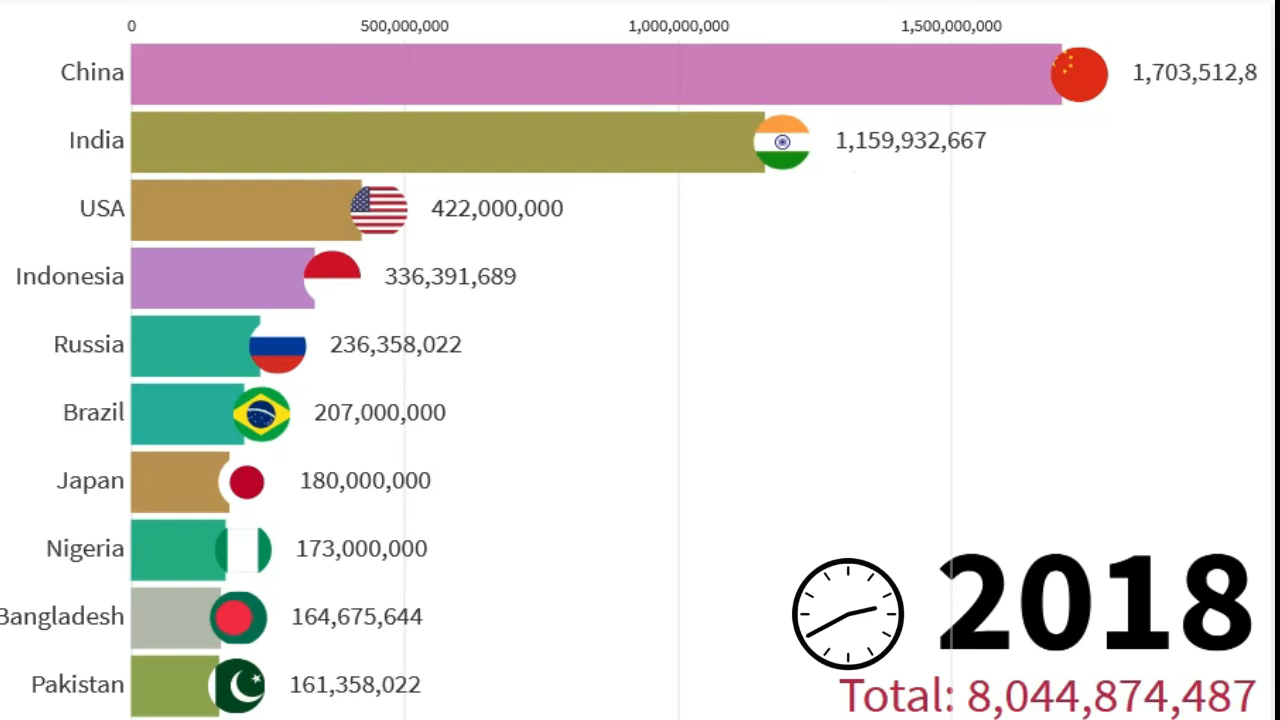 0 500,000,000 1,000,000,000 1,500,000,000
China 1,703,512,8
India 1,159,932,667
USA 422,000,000
Indonesia 336,391,689
Russia 236,358,022
Brazil 207,000,000
Japan 180,000,000
Nigeria 173,000,000
Bangladesh 164,675,644
Pakistan 161,358,022
2018
Total: 8,044,874,487